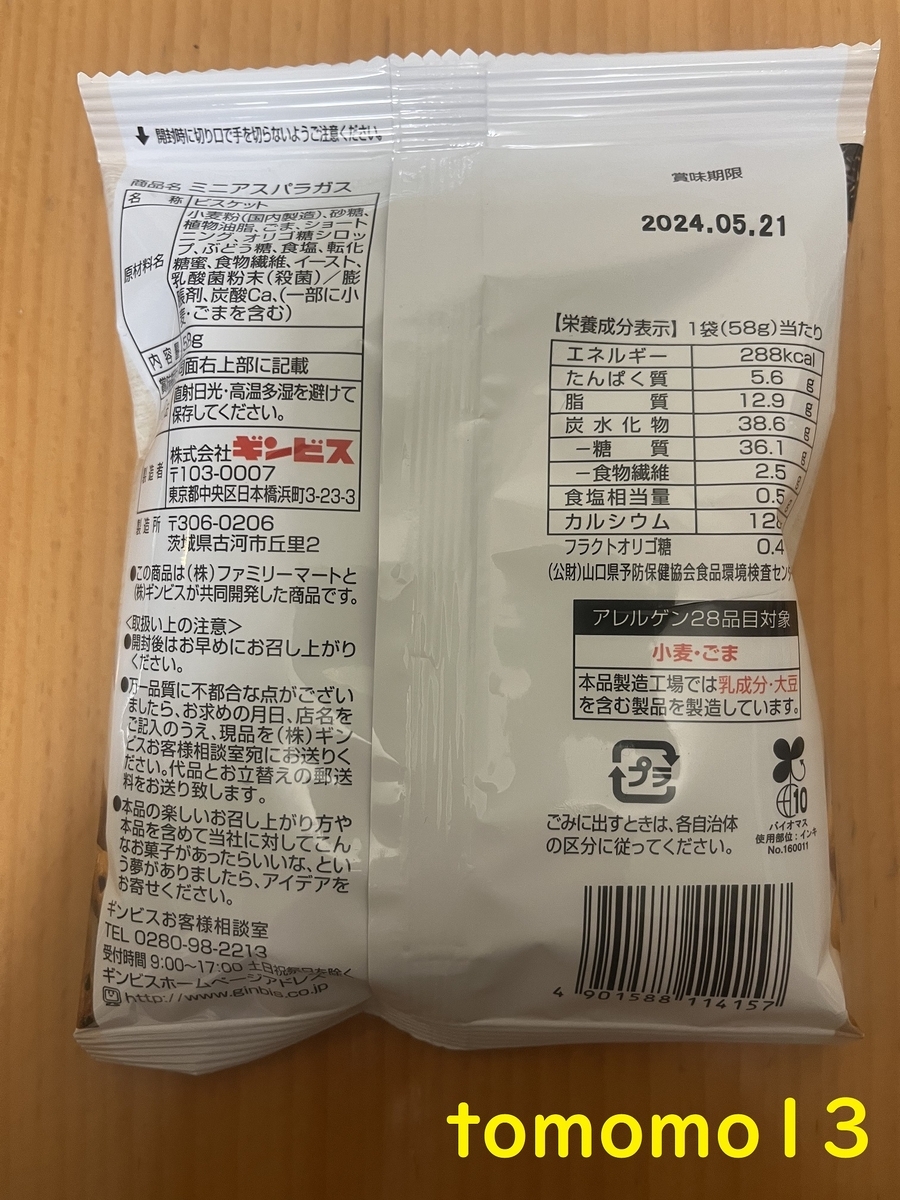 開封時に切り口で手を切らないようご注意ください。
商品名 ミニアスパラガス
名 称 ビスケット
原材料名
小麦粉(国内製造)、砂糖、
植物油脂、ごま、ショート
ニング、オリゴ糖シロッ
プ、ぶどう糖、食塩、転化
糖蜜、食物繊維、イースト、
乳酸菌粉末(殺菌)/膨
張剤、炭酸Ca、(一部に小
麦・ごまを含む)
内容量 58g
面右上部に記載
直射日光・高温多湿を避けて
保存してください。
製造者
株式会社ギンビス
〒103-0007
東京都中央区日本橋浜町3-23-3
製造所 〒306-0206
茨城県古河市丘里2
●この商品は(株)ファミリーマートと
(株)ギンビスが共同開発した商品です。
<取扱い上の注意>
●開封後はお早めにお召し上がり
ください。
●万一品質に不都合な点がござい
ましたら、お求めの月日、店名を
ご記入のうえ、現品を(株)ギン
ビスお客様相談室宛にお送りく
ださい。代品とお立替えの郵送
料をお送り致します。
●本品の楽しいお召し上がり方や
本品を含めて当社に対してこん
なお菓子があったらいいな、とい
う夢がありましたら、アイデアを
お寄せください。
ギンビスお客様相談室
TEL 0280-98-2213
受付時間 9:00~17:00 土日祝祭日を除く
ギンビスホームページアドレス
http://www.ginbis.co.jp
賞味期限
2024.05.21
【栄養成分表示】1袋(58g)当たり
エネルギー 288kcal
たんぱく質 5.6 g
脂質 12.9 g
炭水化物 38.6 g
-糖質 36.1 g
-食物繊維 2.5 g
食塩相当量 0.5
カルシウム
フラクトオリゴ糖 0.4
(公財)山口県予防保健協会食品環境検査セン
アレルゲン28品目対象
小麦・ごま
本品製造工場では乳成分・大豆
を含む製品を製造しています。
プラ
ごみに出すときは、各自治体
の区分に従ってください。
10
バイオマス
使用部位:インキ
No.160011
4 901588 114157
tomomo13